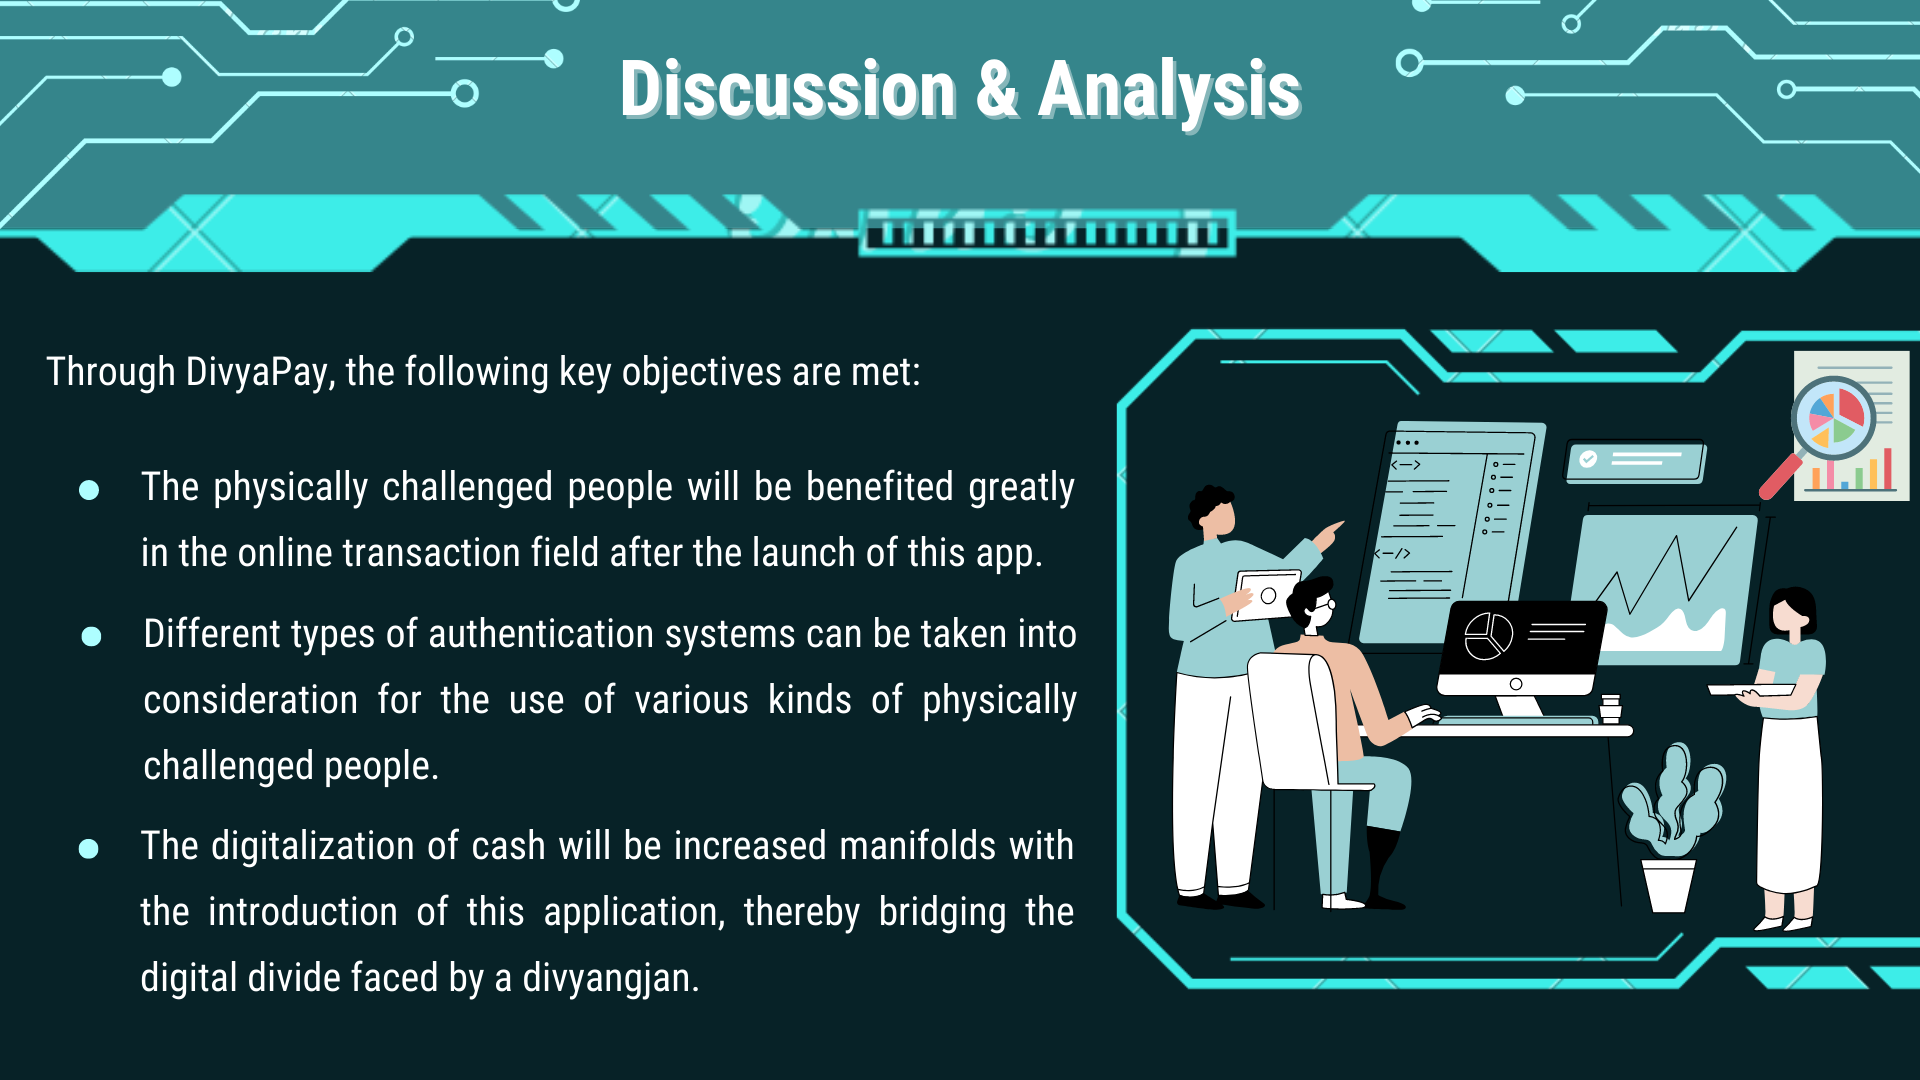 Discussion & Analysis
Through DivyaPay, the following key objectives are met:
The physically challenged people will be benefited greatly
in the online transaction field after the launch of this app.
Different types of authentication systems can be taken into
consideration for the use of various kinds of physically
challenged people.
The digitalization of cash will be increased manifolds with
the introduction of this application, thereby bridging the
digital divide faced by a divyangjan.